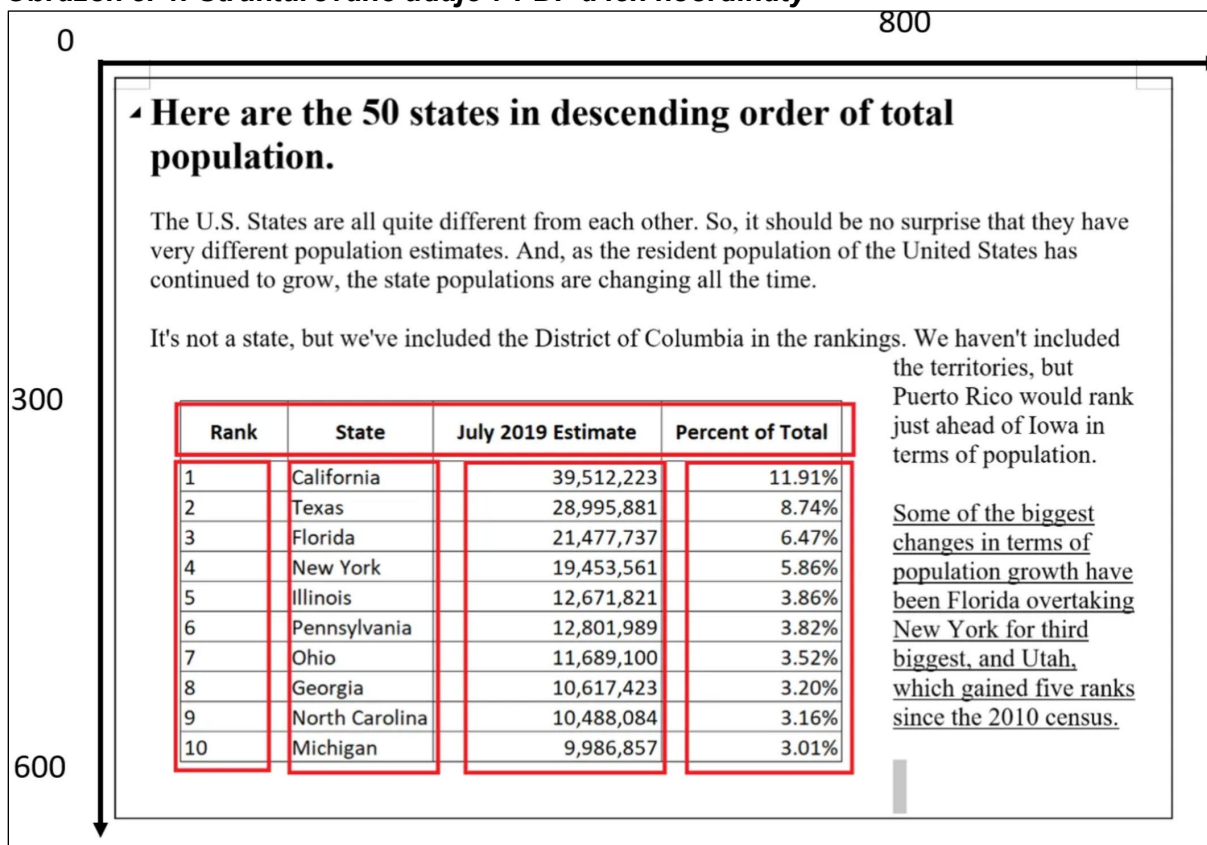 0
800
Here are the 50 states in descending order of total
population.
The U.S. States are all quite different from each other. So, it should be no surprise that they have
very different population estimates. And, as the resident population of the United States has
continued to grow, the state populations are changing all the time.
It's not a state, but we've included the District of Columbia in the rankings. We haven't included
the territories, but
Puerto Rico would rank
just ahead of Iowa in
terms of population.
Some of the biggest
changes in terms of
population growth have
been Florida overtaking
New York for third
biggest, and Utah,
which gained five ranks
since the 2010 census.
300
Rank State July 2019 Estimate Percent of Total
1 California 39,512,223 11.91%
2 Texas 28,995,881 8.74%
3 Florida 21,477,737 6.47%
4 New York 19,453,561 5.86%
5 Illinois 12,671,821 3.86%
6 Pennsylvania 12,801,989 3.82%
7 Ohio 11,689,100 3.52%
8 Georgia 10,617,423 3.20%
9 North Carolina 10,488,084 3.16%
10 Michigan 9,986,857 3.01%
600